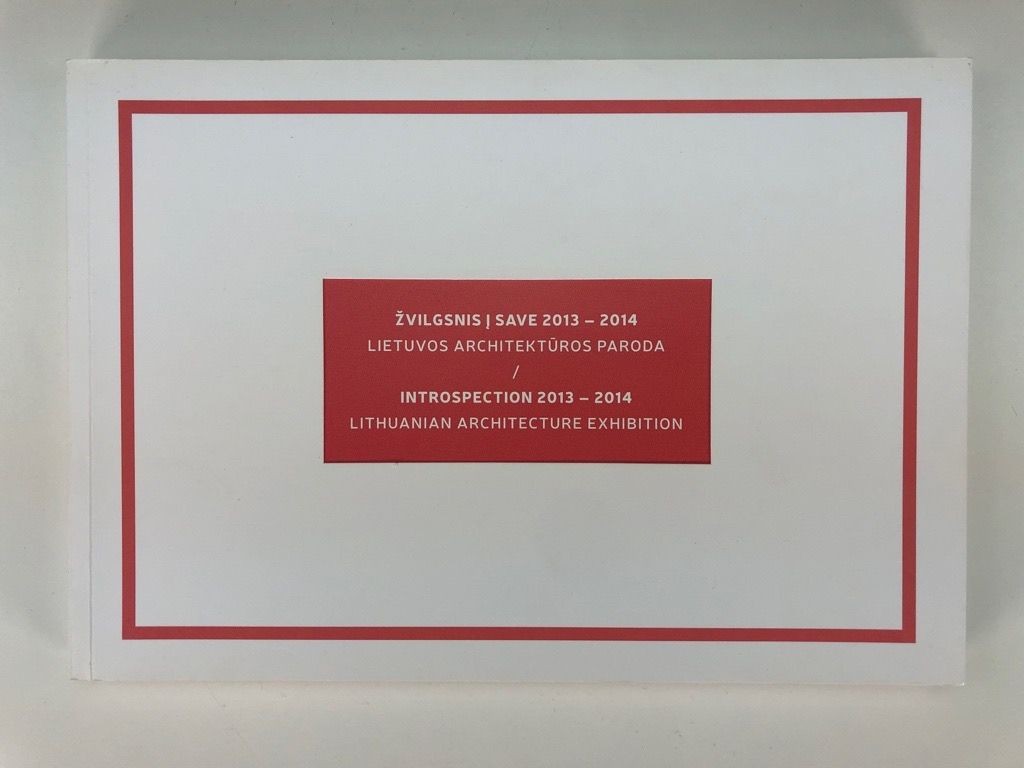 ŽVILGSNIS Į SAVE 2013 – 2014
LIETUVOS ARCHITEKTŪROS PARODA
/
INTROSPECTION 2013 – 2014
LITHUANIAN ARCHITECTURE EXHIBITION